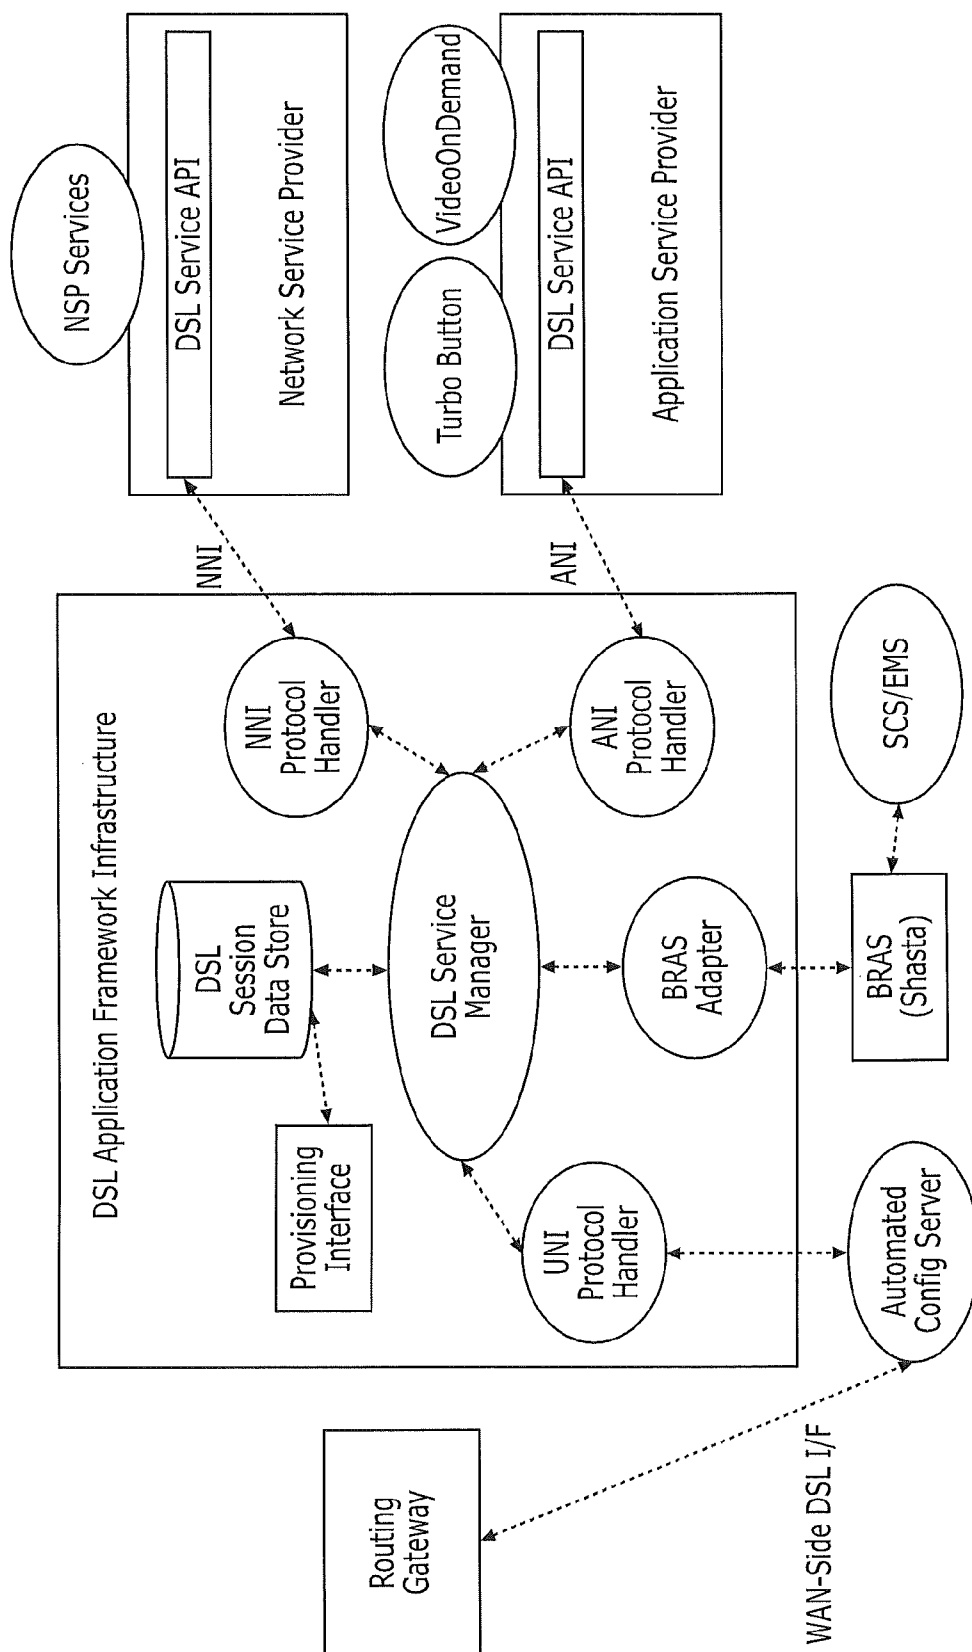 DSL Application Framework Infrastructure
Routing
Gateway
WAN-Side DSL I/F
Provisioning
Interface
DSL
Session
Data Store
DSL Service
Manager
UNI
Protocol
Handler
BRAS
Adapter
NNI
Protocol
Handler
ANI
Protocol
Handler
Automated
Config Server
BRAS
(Shasta)
SCS/EMS
NNI
ANI
NSP Services
DSL Service API
Network Service Provider
Turbo Button
VideoOnDemand
DSL Service API
Application Service Provider